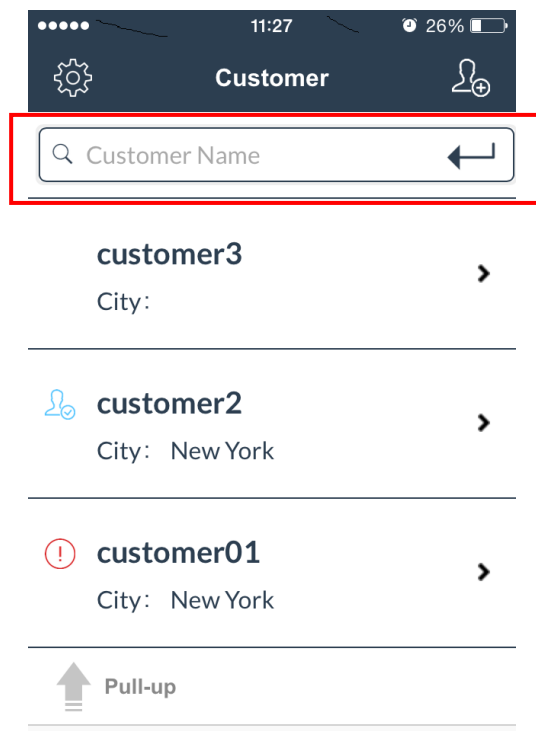 11:27
26%
Customer
Customer Name
customer3
City：
customer2
City： New York
customer01
City： New York
Pull-up